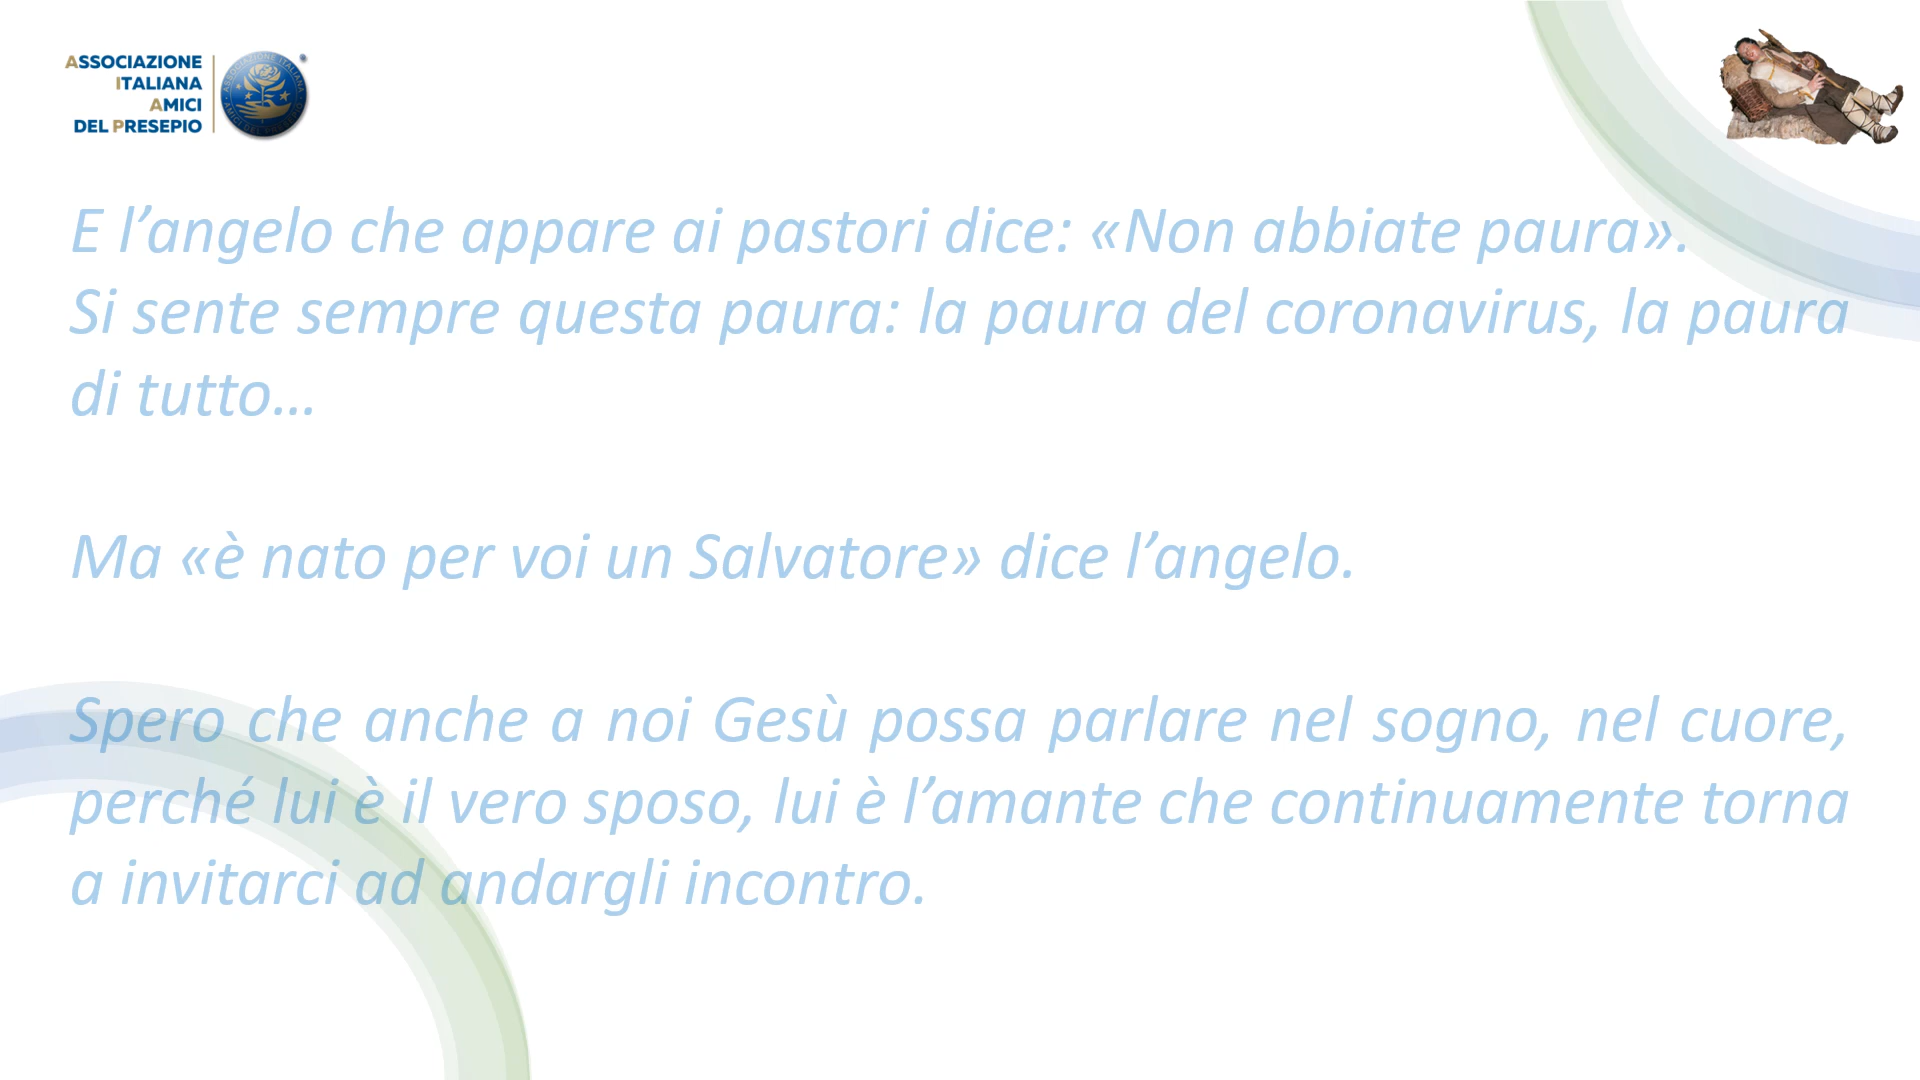 ASSOCIAZIONE
ITALIANA
AMICI
DEL PRESEPIO
E l’angelo che appare ai pastori dice: «Non abbiate paura».
Si sente sempre questa paura: la paura del coronavirus, la paura
di tutto…
Ma «è nato per voi un Salvatore» dice l’angelo.
Spero che anche a noi Gesù possa parlare nel sogno, nel cuore,
perché lui è il vero sposo, lui è l’amante che continuamente torna
a invitarci ad andargli incontro.